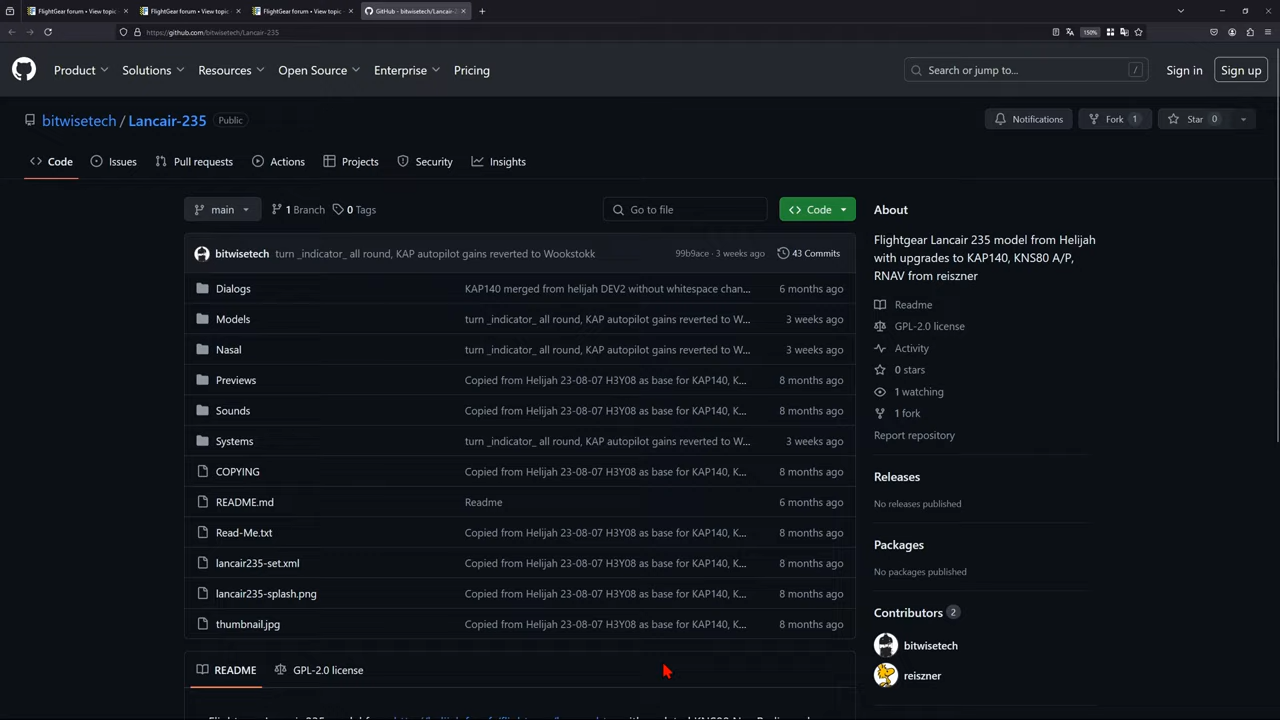 FlightGear forum • View topic
FlightGear forum • View topic
FlightGear forum • View topic
GitHub - bitwisetech/Lancair-2
https://github.com/bitwisetech/Lancair-235
150%
Product
Solutions
Resources
Open Source
Enterprise
Pricing
Search or jump to...
/
Sign in
Sign up
bitwisetech / Lancair-235
Public
Notifications
Fork 1
Star 0
Code
Issues
Pull requests
Actions
Projects
Security
Insights
main
1 Branch
0 Tags
Go to file
Code
bitwisetech turn _indicator_ all round, KAP autopilot gains reverted to Wookstokk 99b9ace · 3 weeks ago 43 Commits
Dialogs KAP140 merged from helijah DEV2 without whitespace chan... 6 months ago
Models turn _indicator_ all round, KAP autopilot gains reverted to W... 3 weeks ago
Nasal turn _indicator_ all round, KAP autopilot gains reverted to W... 3 weeks ago
Previews Copied from Helijah 23-08-07 H3Y08 as base for KAP140, K... 8 months ago
Sounds Copied from Helijah 23-08-07 H3Y08 as base for KAP140, K... 8 months ago
Systems turn _indicator_ all round, KAP autopilot gains reverted to W... 3 weeks ago
COPYING Copied from Helijah 23-08-07 H3Y08 as base for KAP140, K... 8 months ago
README.md Readme 6 months ago
Read-Me.txt Copied from Helijah 23-08-07 H3Y08 as base for KAP140, K... 8 months ago
lancair235-set.xml Copied from Helijah 23-08-07 H3Y08 as base for KAP140, K... 8 months ago
lancair235-splash.png Copied from Helijah 23-08-07 H3Y08 as base for KAP140, K... 8 months ago
thumbnail.jpg Copied from Helijah 23-08-07 H3Y08 as base for KAP140, K... 8 months ago
README
GPL-2.0 license
About
Flightgear Lancair 235 model from Helijah
with upgrades to KAP140, KNS80 A/P,
RNAV from reiszner
Readme
GPL-2.0 license
Activity
0 stars
1 watching
1 fork
Report repository
Releases
No releases published
Packages
No packages published
Contributors 2
bitwisetech
reiszner